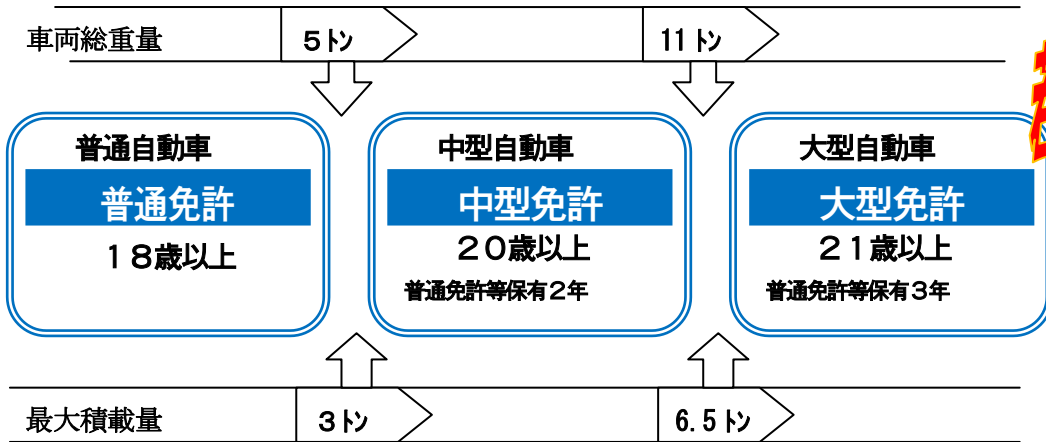 車両総重量 5トン 11トン
普通自動車
普通免許
18歳以上
中型自動車
中型免許
20歳以上
普通免許等保有2年
大型自動車
大型免許
21歳以上
普通免許等保有3年
最大積載量 3トン 6.5トン